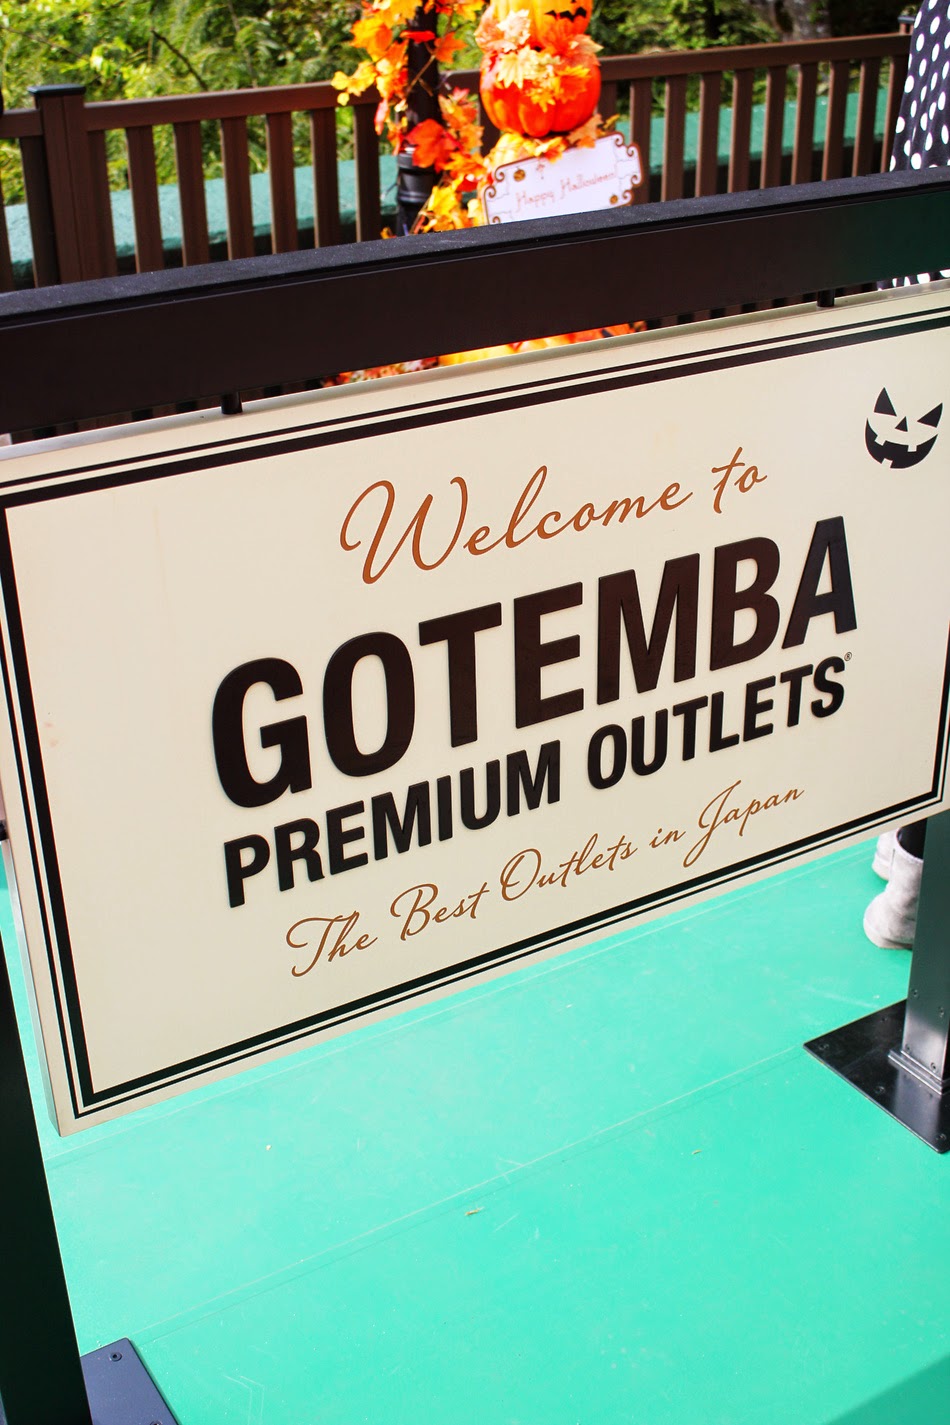 Happy Halloween
Welcome to
GOTEMBA
PREMIUM OUTLETS®
The Best Outlets in Japan